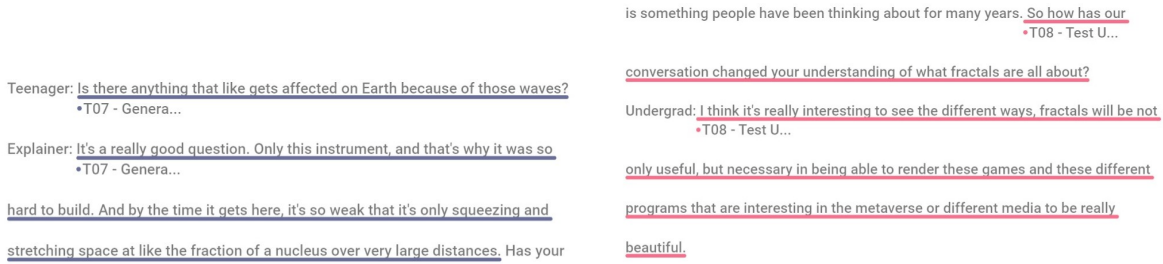 Teenager: Is there anything that like gets affected on Earth because of those waves?
•T07 - Genera...
Explainer: It's a really good question. Only this instrument, and that's why it was so
•T07 - Genera...
hard to build. And by the time it gets here, it's so weak that it's only squeezing and
stretching space at like the fraction of a nucleus over very large distances. Has your
is something people have been thinking about for many years. So how has our
•T08 - Test U...
conversation changed your understanding of what fractals are all about?
Undergrad: I think it's really interesting to see the different ways, fractals will be not
•T08 - Test U...
only useful, but necessary in being able to render these games and these different
programs that are interesting in the metaverse or different media to be really
beautiful.